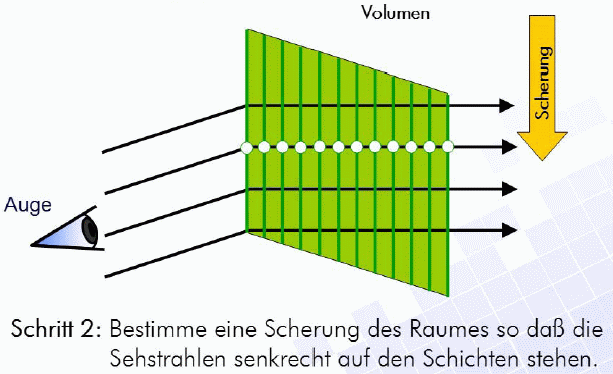 Volumen
Scherung
Auge
Schritt 2: Bestimme eine Scherung des Raumes so daß die
Sehstrahlen senkrecht auf den Schichten stehen.